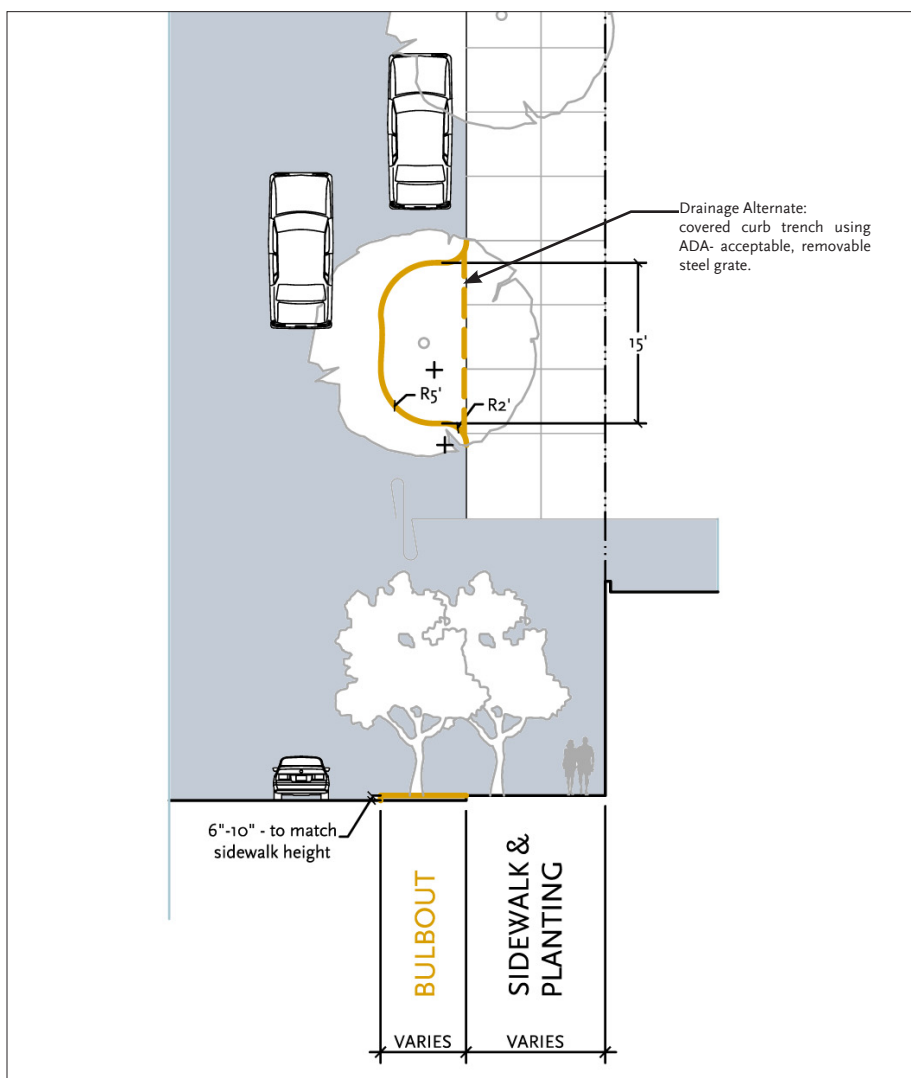 Drainage Alternate:
covered curb trench using
ADA- acceptable, removable
steel grate.
15'
R5'
R2'
6"-10" - to match
sidewalk height
BULBOUT
SIDEWALK &
PLANTING
VARIES
VARIES